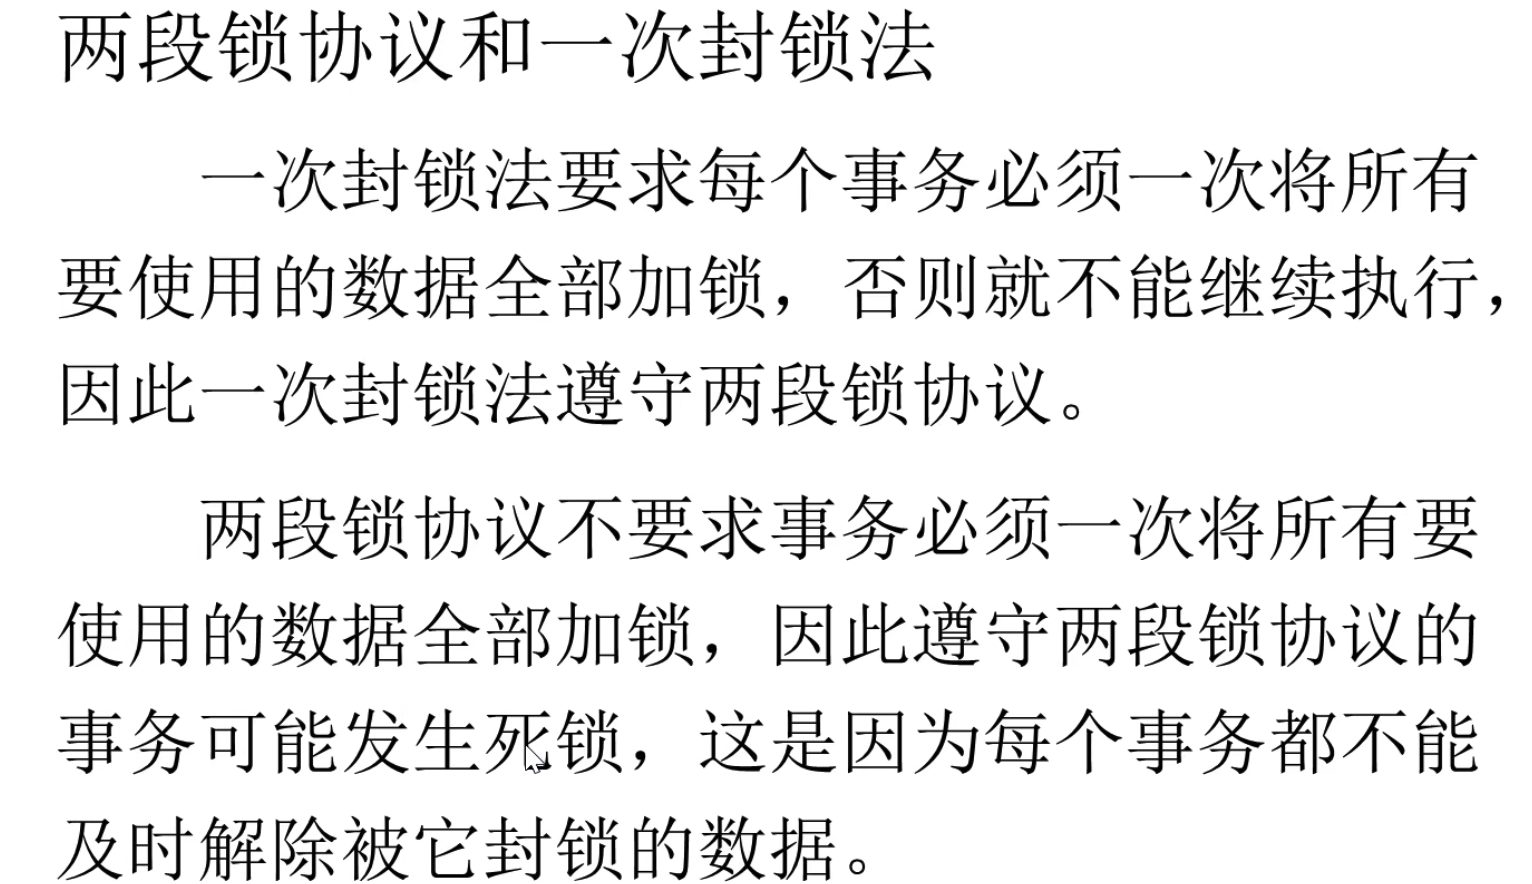 两段锁协议和一次封锁法
一次封锁法要求每个事务必须一次将所有
要使用的数据全部加锁，否则就不能继续执行，
因此一次封锁法遵守两段锁协议。
两段锁协议不要求事务必须一次将所有要
使用的数据全部加锁，因此遵守两段锁协议的
事务可能发生死锁，这是因为每个事务都不能
及时解除被它封锁的数据。